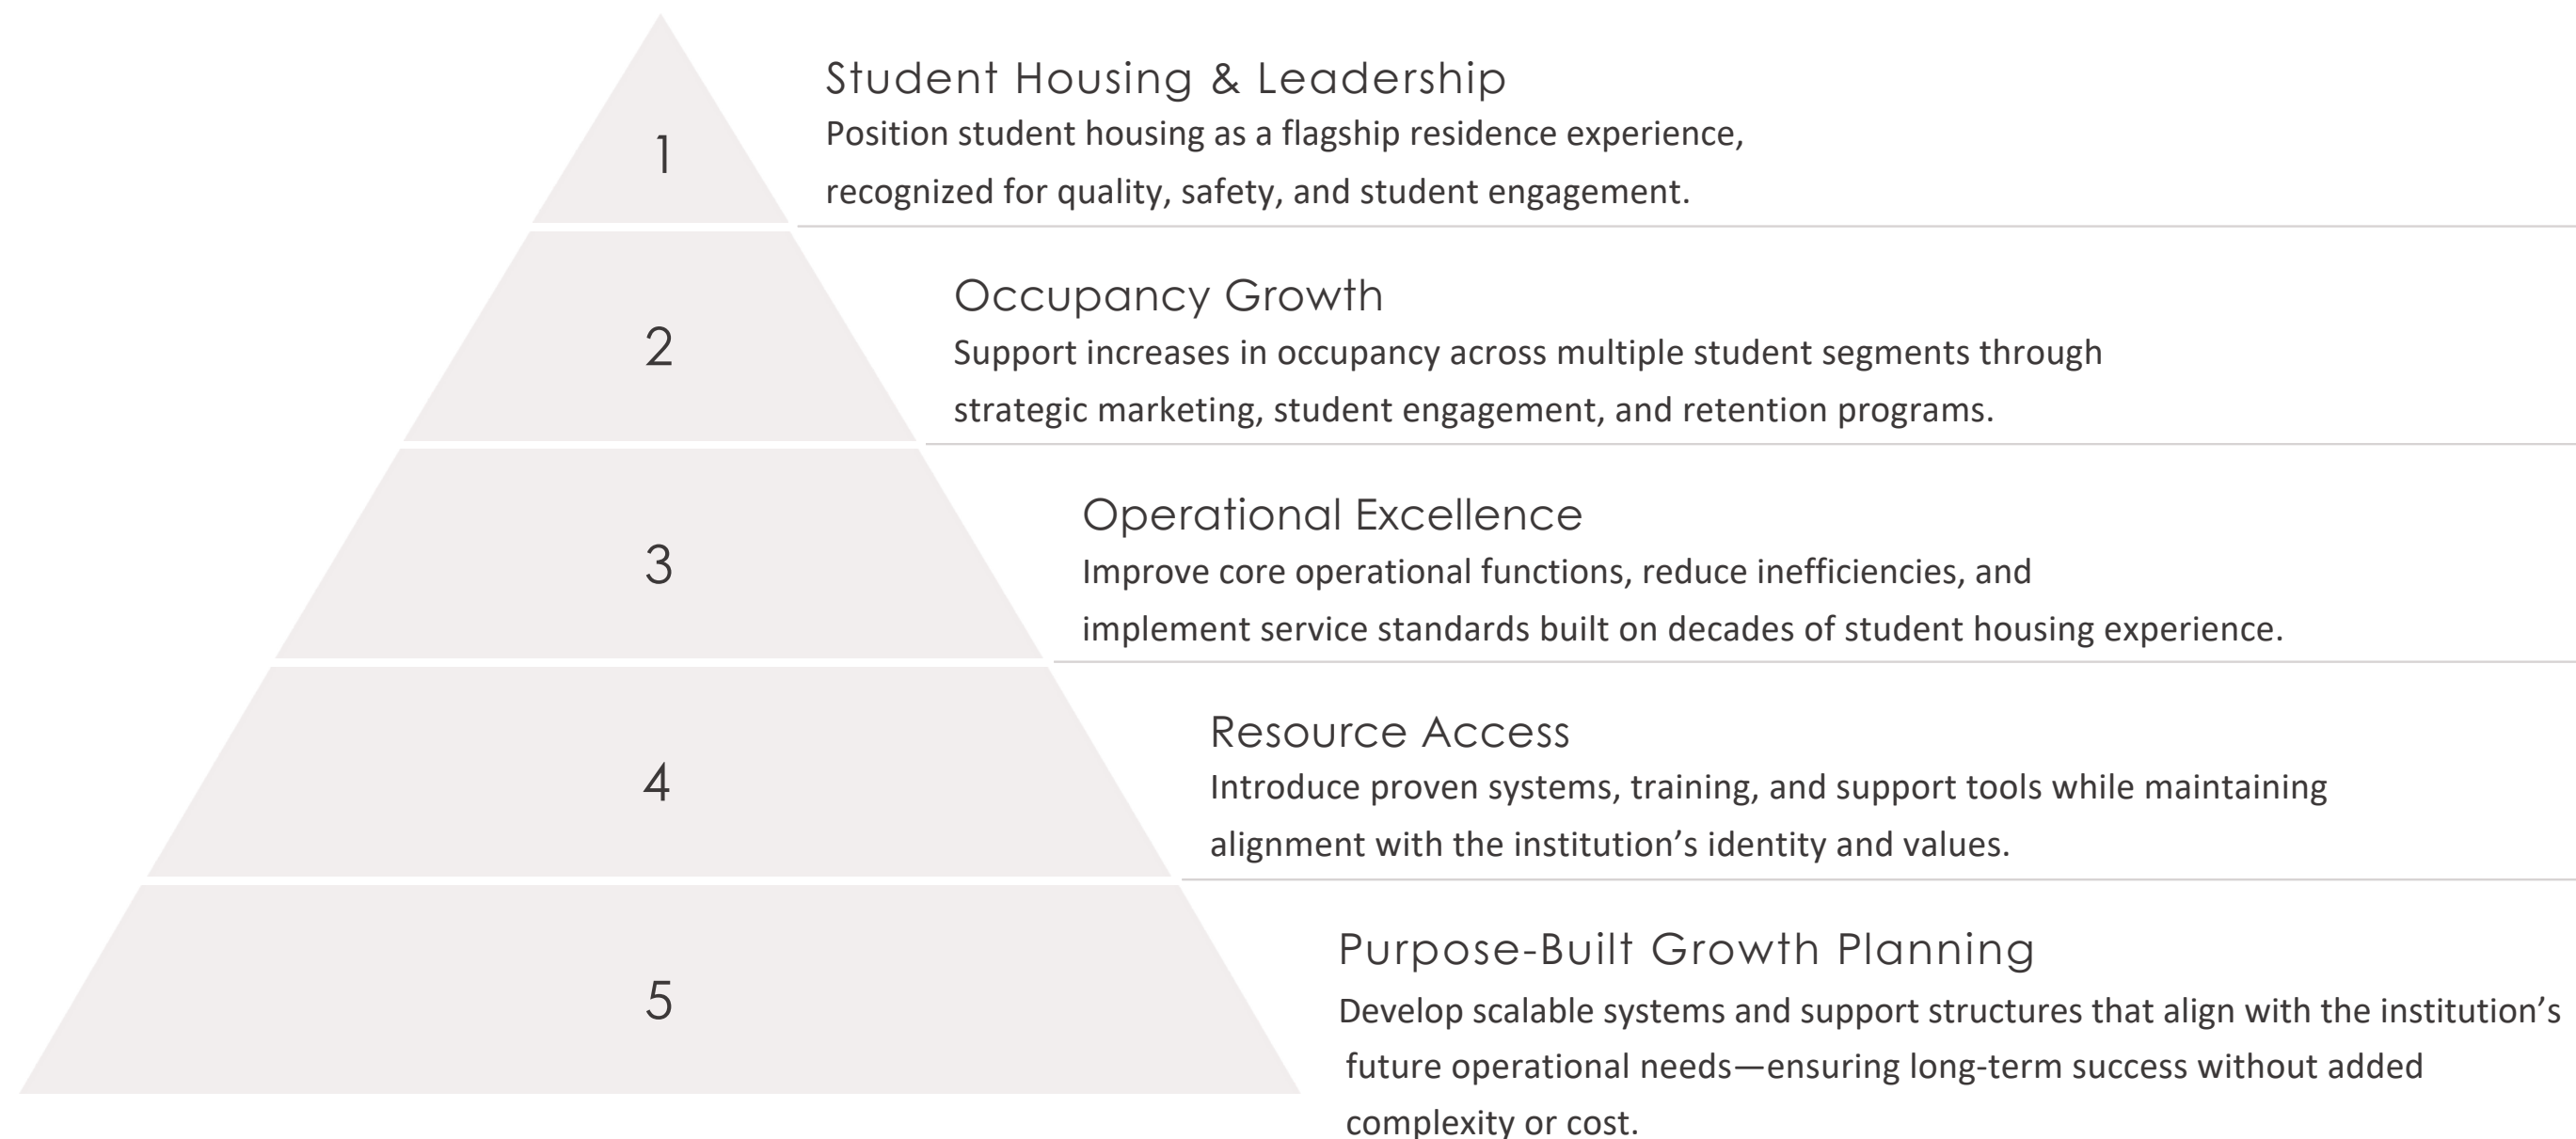 1
Student Housing & Leadership
Position student housing as a flagship residence experience,
recognized for quality, safety, and student engagement.
2
Occupancy Growth
Support increases in occupancy across multiple student segments through
strategic marketing, student engagement, and retention programs.
3
Operational Excellence
Improve core operational functions, reduce inefficiencies, and
implement service standards built on decades of student housing experience.
4
Resource Access
Introduce proven systems, training, and support tools while maintaining
alignment with the institution’s identity and values.
5
Purpose-Built Growth Planning
Develop scalable systems and support structures that align with the institution’s
future operational needs—ensuring long-term success without added
complexity or cost.